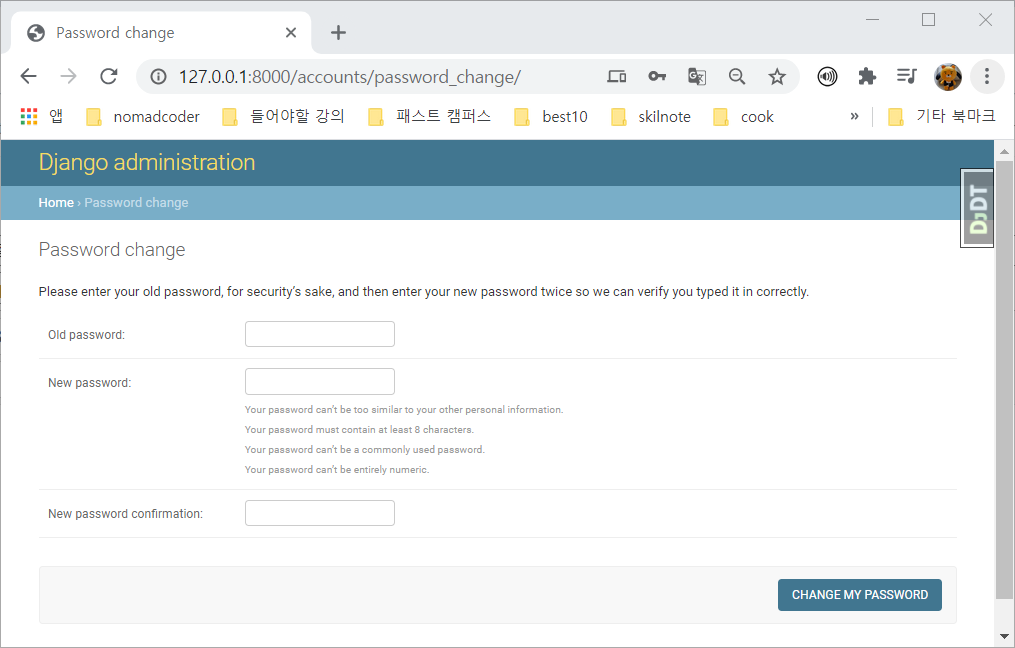 Password change
127.0.0.1:8000/accounts/password_change/
앱 nomadcoder 들어야할 강의 패스트 캠퍼스 best10 skilnote cook » 기타 북마크
Django administration
Home › Password change
DjDT
Password change
Please enter your old password, for security's sake, and then enter your new password twice so we can verify you typed it in correctly.
Old password:
New password:
Your password can't be too similar to your other personal information.
Your password must contain at least 8 characters.
Your password can't be a commonly used password.
Your password can't be entirely numeric.
New password confirmation:
CHANGE MY PASSWORD